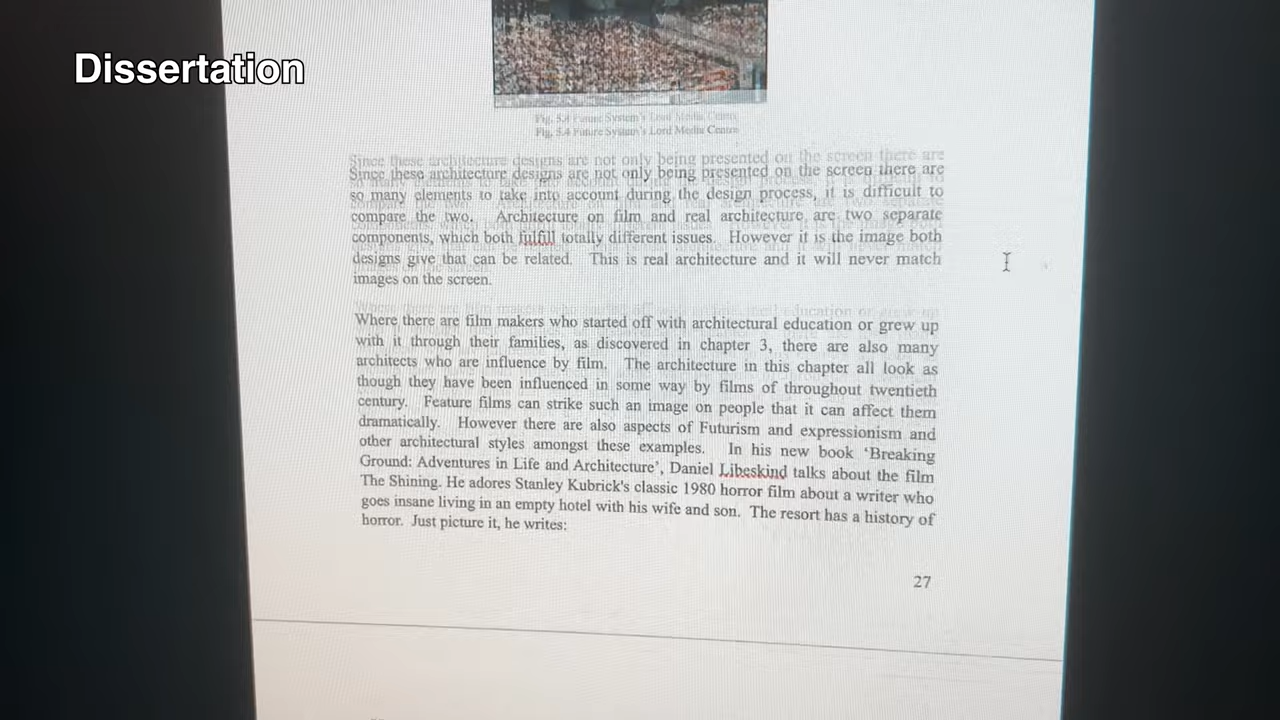 Dissertation
Fig. 5.4 Future System's Lord Media Centre
Since these architecture designs are not only being presented on the screen there are
so many elements to take into account during the design process, it is difficult to
compare the two. Architecture on film and real architecture, are two separate
components, which both fulfill totally different issues. However it is the image both
designs give that can be related. This is real architecture and it will never match
images on the screen.
Where there are film makers who started off with architectural education or grew up
with it through their families, as discovered in chapter 3, there are also many
architects who are influence by film. The architecture in this chapter all look as
though they have been influenced in some way by films of throughout twentieth
century. Feature films can strike such an image on people that it can affect them
dramatically. However there are also aspects of Futurism and expressionism and
other architectural styles amongst these examples. In his new book ‘Breaking
Ground: Adventures in Life and Architecture’, Daniel Libeskind talks about the film
The Shining. He adores Stanley Kubrick's classic 1980 horror film about a writer who
goes insane living in an empty hotel with his wife and son. The resort has a history of
horror. Just picture it, he writes:
27